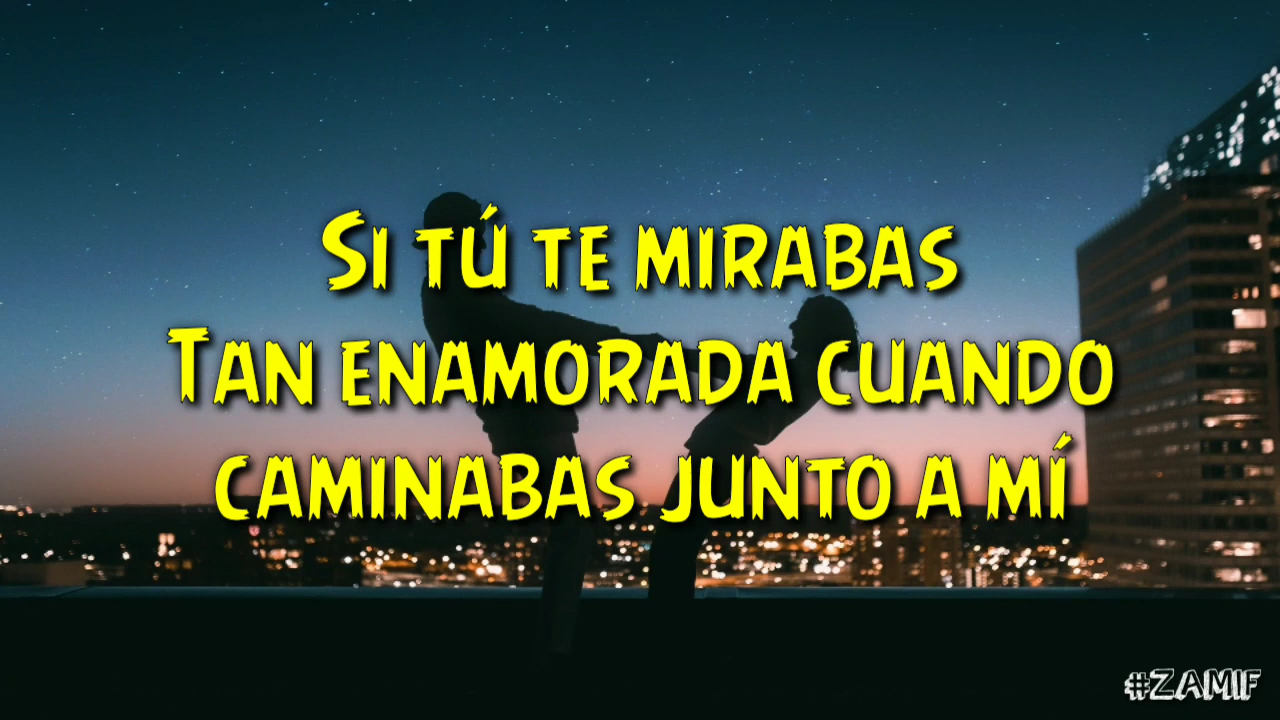 Si tú te mirabas
Tan enamorada cuando
caminabas junto a mí
#ZAMIF